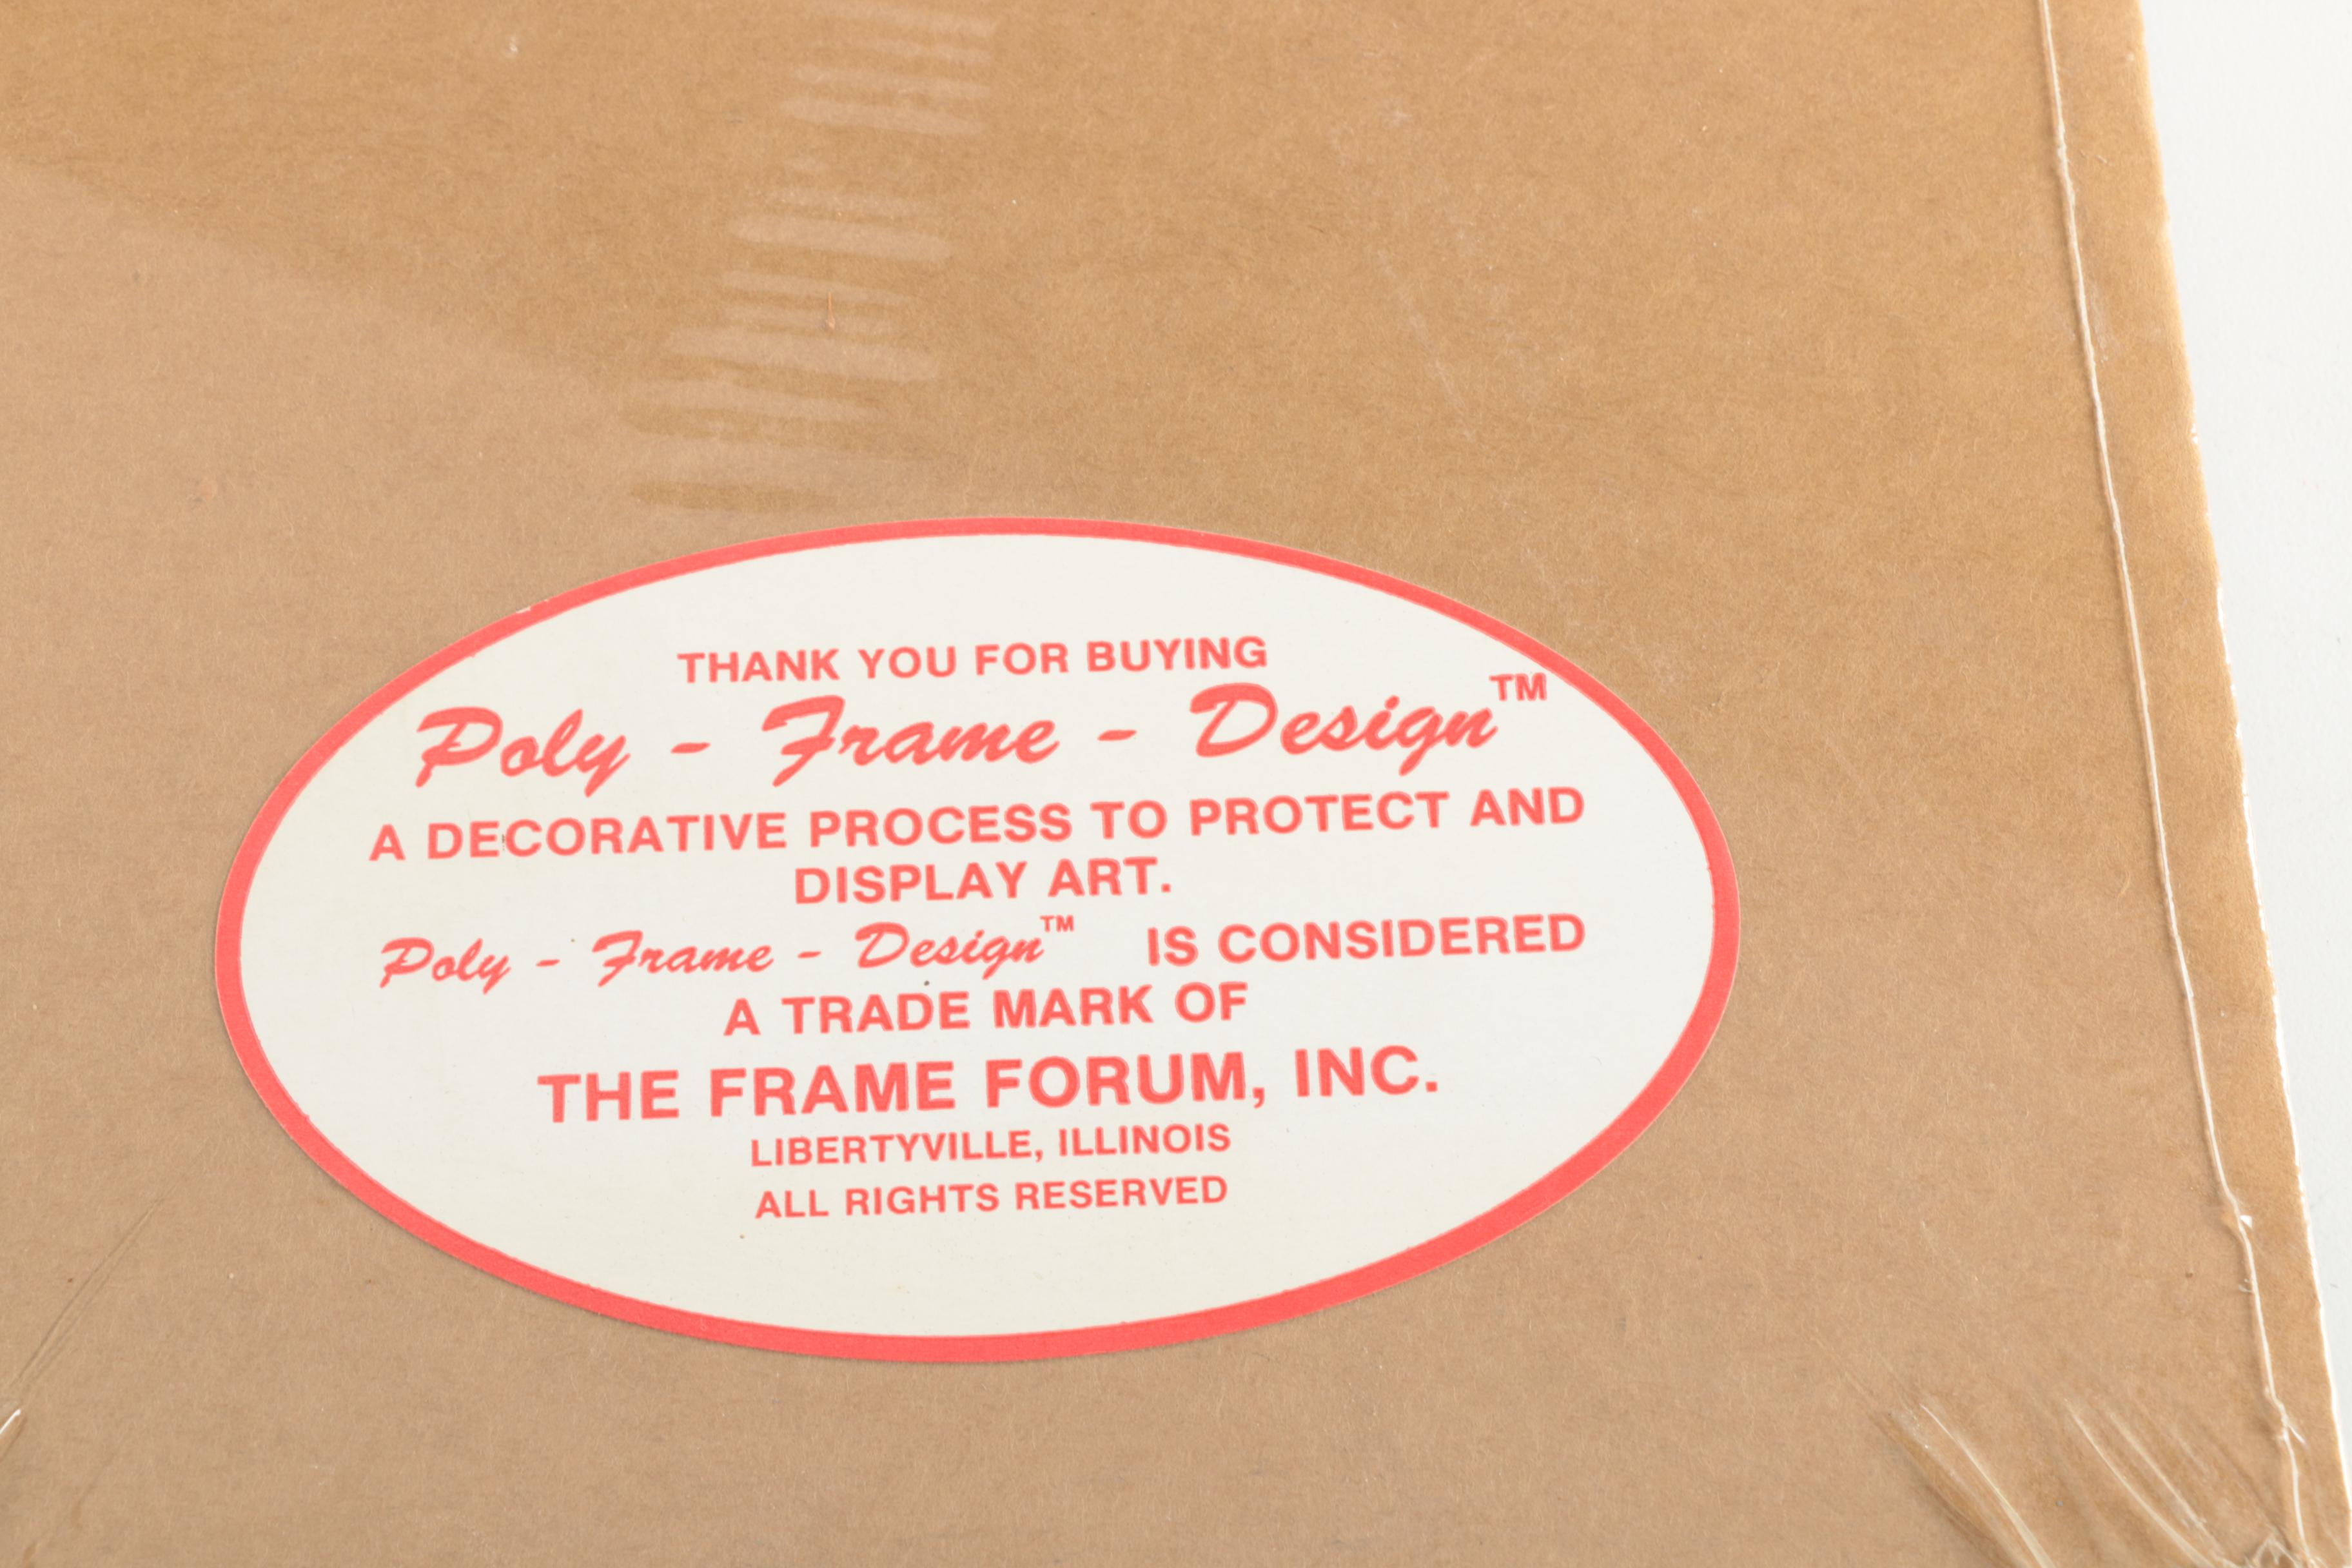 THANK YOU FOR BUYING
Poly - Frame - Design™
A DECORATIVE PROCESS TO PROTECT AND
DISPLAY ART.
Poly - Frame - Design™ IS CONSIDERED
A TRADE MARK OF
THE FRAME FORUM, INC.
LIBERTYVILLE, ILLINOIS
ALL RIGHTS RESERVED